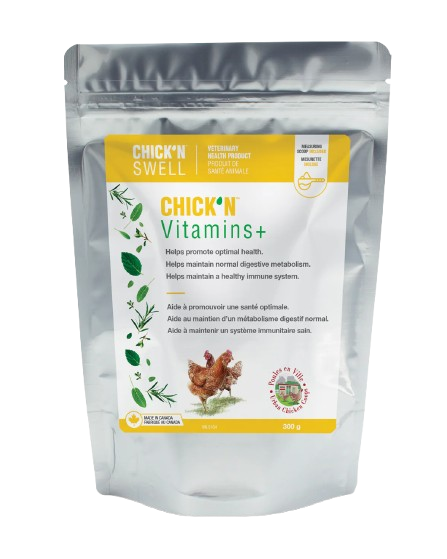 CHICK'N™
SWELL
VETERINARY
HEALTH PRODUCT
PRODUIT DE
SANTÉ ANIMALE
MEASURING
SCOOP INCLUDED
MESURETTE
INCLUSE
CHICK'N™
Vitamins+
Helps promote optimal health.
Helps maintain normal digestive metabolism.
Helps maintain a healthy immune system.
Aide à promouvoir une santé optimale.
Aide au maintien d'un métabolisme digestif normal.
Aide à maintenir un système immunitaire sain.
Poules en Ville
Urban Chicken Coops
MADE IN CANADA
FABRIQUÉ AU CANADA
300 g